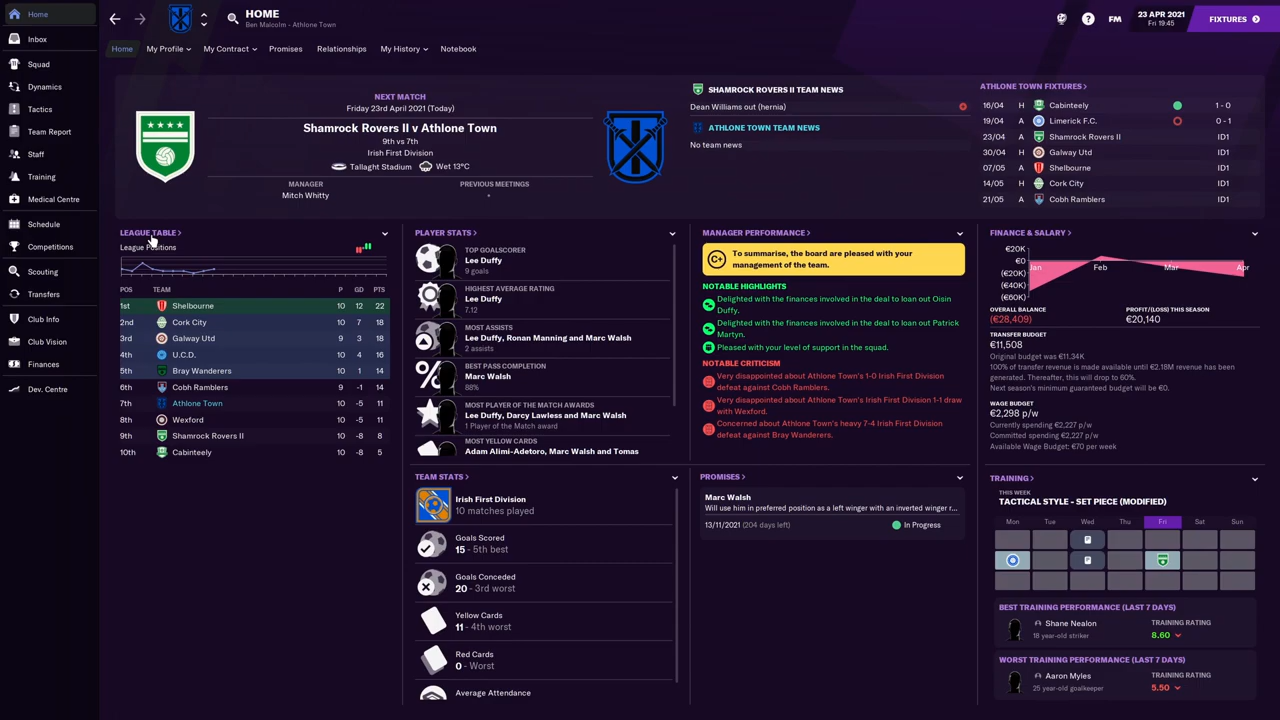 Home
Inbox
Squad
Dynamics
Tactics
Team Report
Staff
Training
Medical Centre
Schedule
Competitions
Scouting
Transfers
Club Info
Club Vision
Finances
Dev. Centre
HOME
Ben Malcolm - Athlone Town
FM
23 APR 2021
Fri 19:45
FIXTURES
Home
My Profile
My Contract
Promises
Relationships
My History
Notebook
NEXT MATCH
Friday 23rd April 2021 (Today)
Shamrock Rovers II v Athlone Town
9th vs 7th
Irish First Division
Tallaght Stadium Wet 13°C
MANAGER PREVIOUS MEETINGS
Mitch Whitty -
SHAMROCK ROVERS II TEAM NEWS
Dean Williams out (hernia)
ATHLONE TOWN TEAM NEWS
No team news
ATHLONE TOWN FIXTURES >
16/04 H Cabinteely 1 - 0
19/04 A Limerick F.C. 0 - 1
23/04 A Shamrock Rovers II ID1
30/04 H Galway Utd ID1
07/05 A Shelbourne ID1
14/05 H Cork City ID1
21/05 A Cobh Ramblers ID1
LEAGUE TABLE >
League Positions
POS TEAM P GD PTS
1st Shelbourne 10 12 22
2nd Cork City 10 7 18
3rd Galway Utd 9 3 18
4th U.C.D. 10 4 16
5th Bray Wanderers 10 1 14
6th Cobh Ramblers 9 -1 14
7th Athlone Town 10 -5 11
8th Wexford 10 -5 11
9th Shamrock Rovers II 10 -8 8
10th Cabinteely 10 -8 5
PLAYER STATS >
TOP GOALSCORER
Lee Duffy
9 goals
HIGHEST AVERAGE RATING
Lee Duffy
7.12
MOST ASSISTS
Lee Duffy, Ronan Manning and Marc Walsh
2 assists
BEST PASS COMPLETION
Marc Walsh
88%
MOST PLAYER OF THE MATCH AWARDS
Lee Duffy, Darcy Lawless and Marc Walsh
1 Player of the Match award
MOST YELLOW CARDS
Adam Alimi-Adetoro, Marc Walsh and Tomas
TEAM STATS >
Irish First Division
10 matches played
Goals Scored
15 - 5th best
Goals Conceded
20 - 3rd worst
Yellow Cards
11 - 4th worst
Red Cards
0 - Worst
Average Attendance
MANAGER PERFORMANCE >
C+
To summarise, the board are pleased with your
management of the team.
NOTABLE HIGHLIGHTS
Delighted with the finances involved in the deal to loan out Oisin
Duffy.
Delighted with the finances involved in the deal to loan out Patrick
Martyn.
Pleased with your level of support in the squad.
NOTABLE CRITICISM
Very disappointed about Athlone Town's 1-0 Irish First Division
defeat against Cobh Ramblers.
Very disappointed about Athlone Town's Irish First Division 1-1 draw
with Wexford.
Concerned about Athlone Town's heavy 7-4 Irish First Division
defeat against Bray Wanderers.
PROMISES >
Marc Walsh
Will use him in preferred position as a left winger with an inverted winger r...
13/11/2021 (204 days left) In Progress
FINANCE & SALARY >
€20K
€0
(€20K)
(€40K)
(€60K)
Jan Feb Mar Apr
OVERALL BALANCE PROFIT/(LOSS) THIS SEASON
(€28,409) €20,140
TRANSFER BUDGET
€11,508
Original budget was €11.34K
100% of transfer revenue is made available until €2.18M revenue has been
generated. Thereafter, this will drop to 60%.
Next season's minimum guaranteed budget will be €0.
WAGE BUDGET
€2,298 p/w
Currently spending €2,227 p/w
Committed spending €2,227 p/w
Available Wage Budget: €70 per week
TRAINING >
THIS WEEK
TACTICAL STYLE - SET PIECE (MODIFIED)
Mon Tue Wed Thu Fri Sat Sun
P
P
BEST TRAINING PERFORMANCE (LAST 7 DAYS)
Shane Nealon TRAINING RATING
18 year-old striker 8.60
WORST TRAINING PERFORMANCE (LAST 7 DAYS)
Aaron Myles TRAINING RATING
25 year-old goalkeeper 5.50